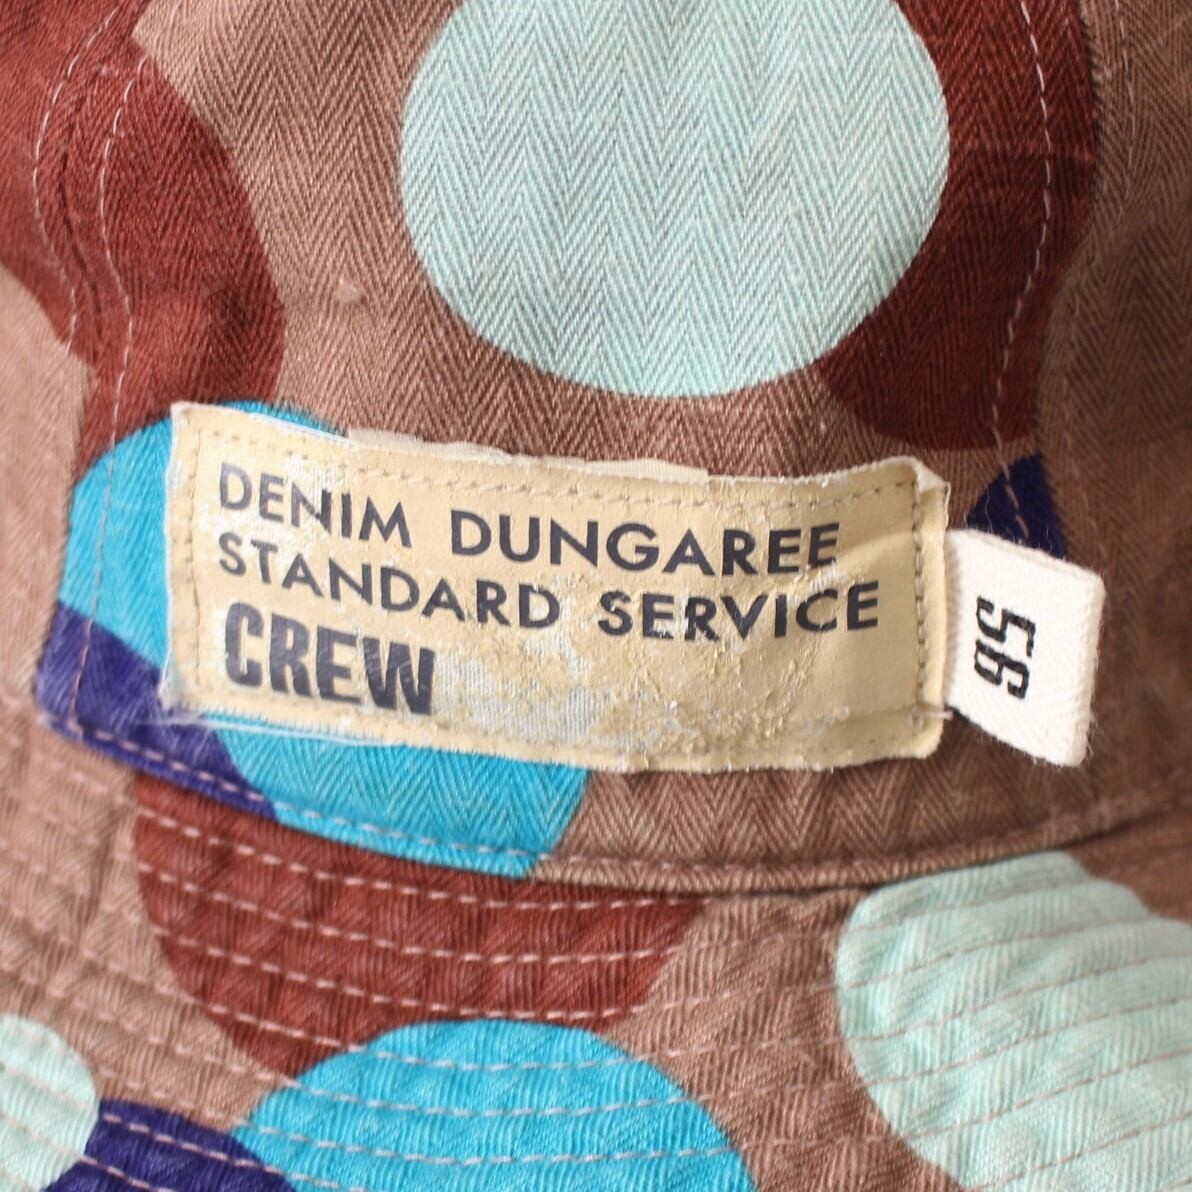 DENIM DUNGAREE
STANDARD SERVICE
CREW
56